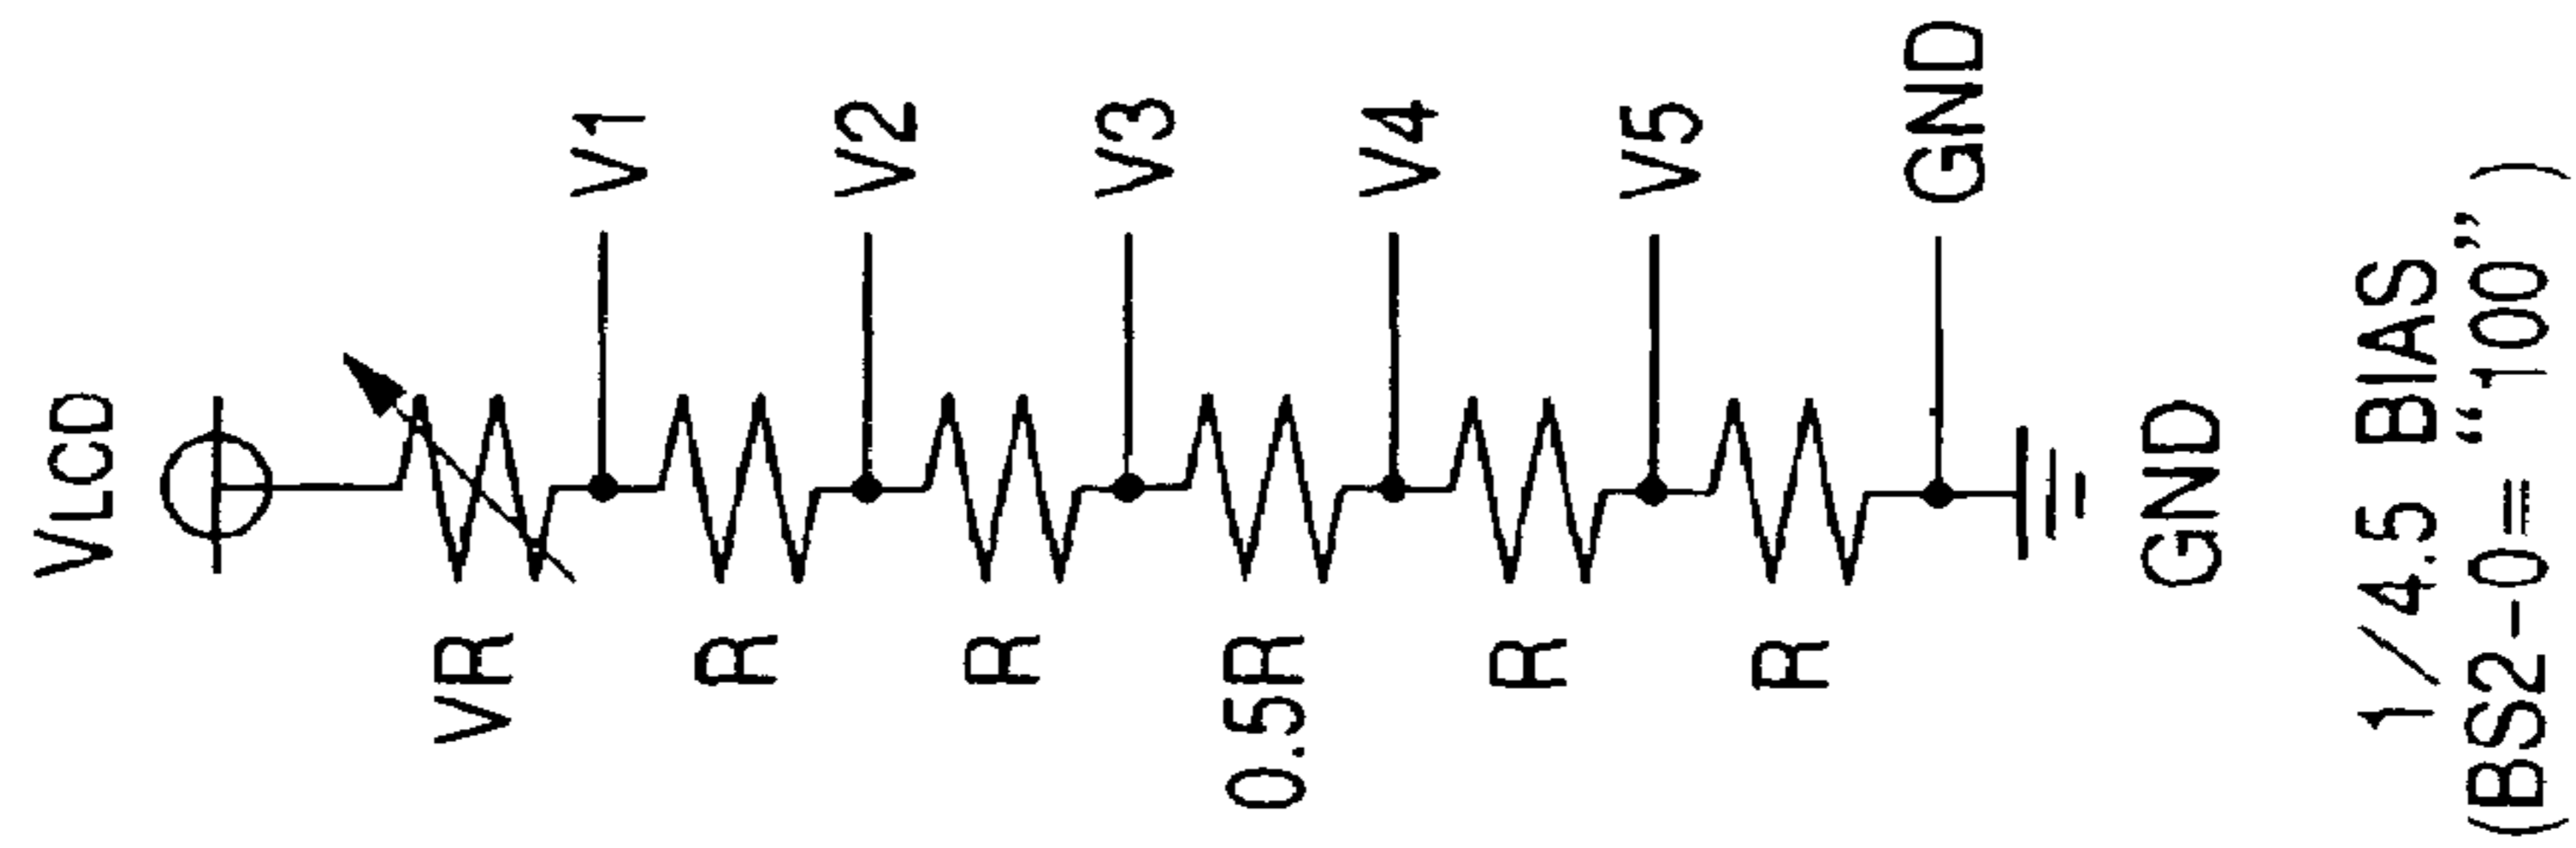 VLCD
VR
V1
R
V2
R
V3
0.5R
V4
R
V5
R
GND
GND
1/4.5 BIAS
(BS2-0= “100”)